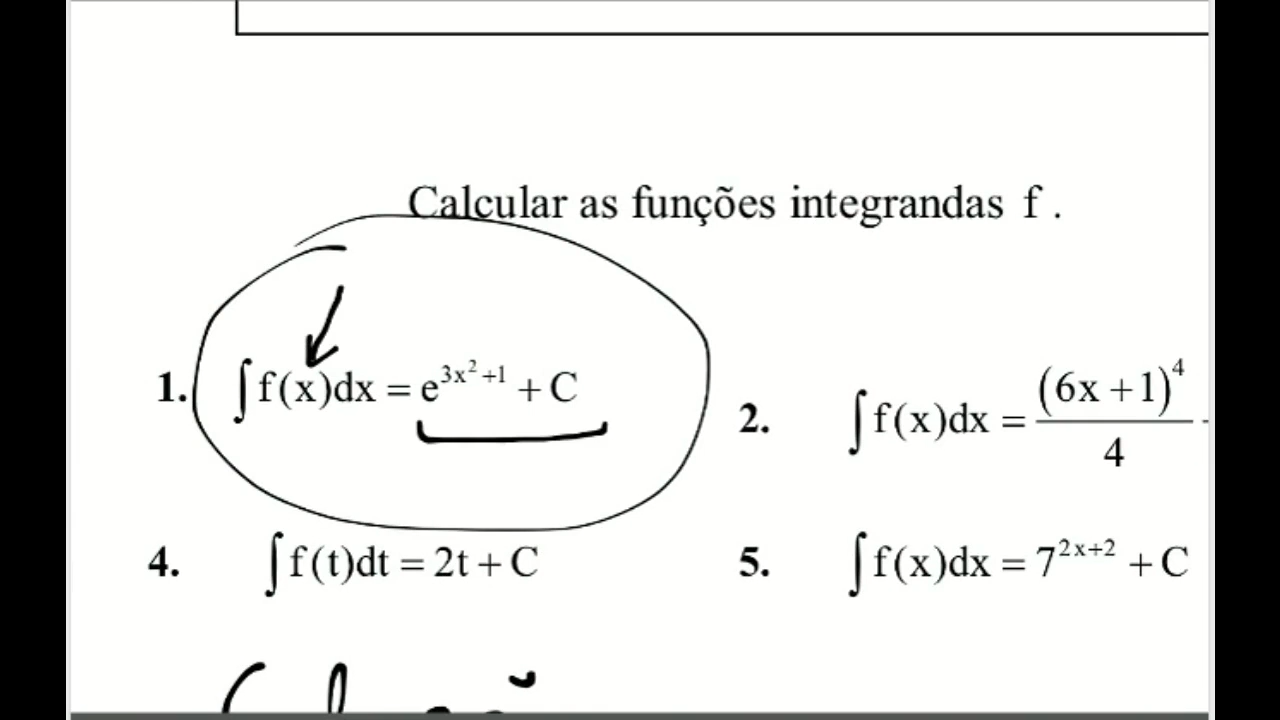 Calcular as funções integrandas f .
1. ∫f(x)dx = e^{3x²+1} + C
2. ∫f(x)dx = (6x+1)⁴/4
4. ∫f(t)dt = 2t + C
5. ∫f(x)dx = 7^{2x+2} + C